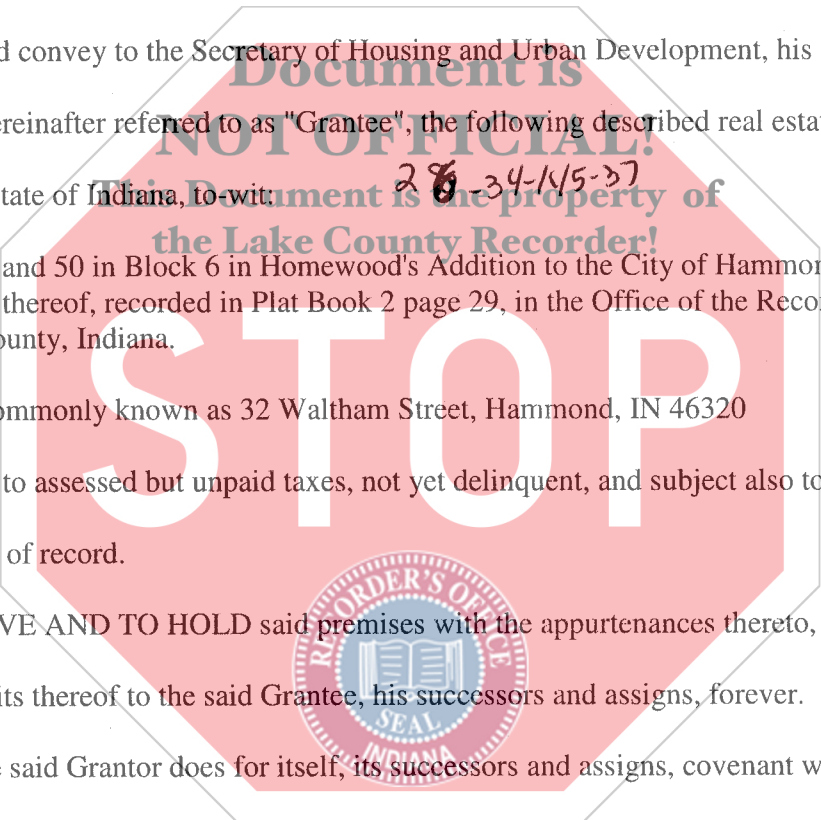 d convey to the Secretary of Housing and Urban Development, his
Document is
ereinafter referred to as "Grantee", the following described real esta
NOT OFFICIAL!
tate of Indiana, to-wit:
-34-145-37
This Document is the property of
the Lake County Recorder!
and 50 in Block 6 in Homewood's Addition to the City of Hammo
thereof, recorded in Plat Book 2 page 29, in the Office of the Reco
ounty, Indiana.
STOP
ommonly known as 32 Waltham Street, Hammond, IN 46320
to assessed but unpaid taxes, not yet delinquent, and subject also to
of record.
RECORDER'S OFFICE
VE AND TO HOLD said premises with the appurtenances thereto,
its thereof to the said Grantee, his successors and assigns, forever.
SEAL
INDIANA
said Grantor does for itself, its successors and assigns, covenant w